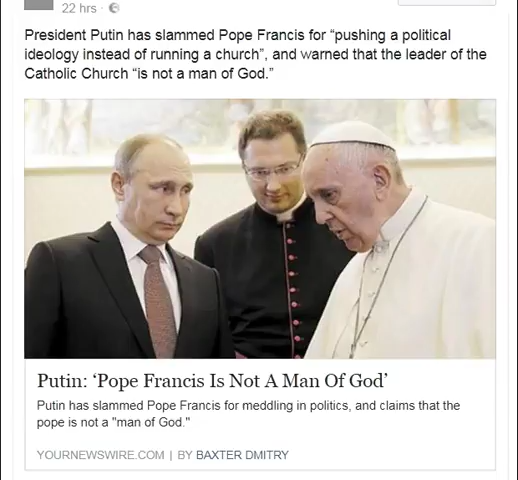 22 hrs ·
President Putin has slammed Pope Francis for “pushing a political
ideology instead of running a church”, and warned that the leader of the
Catholic Church “is not a man of God.”
Putin: ‘Pope Francis Is Not A Man Of God’
Putin has slammed Pope Francis for meddling in politics, and claims that the
pope is not a "man of God."
YOURNEWSWIRE.COM | BY BAXTER DMITRY